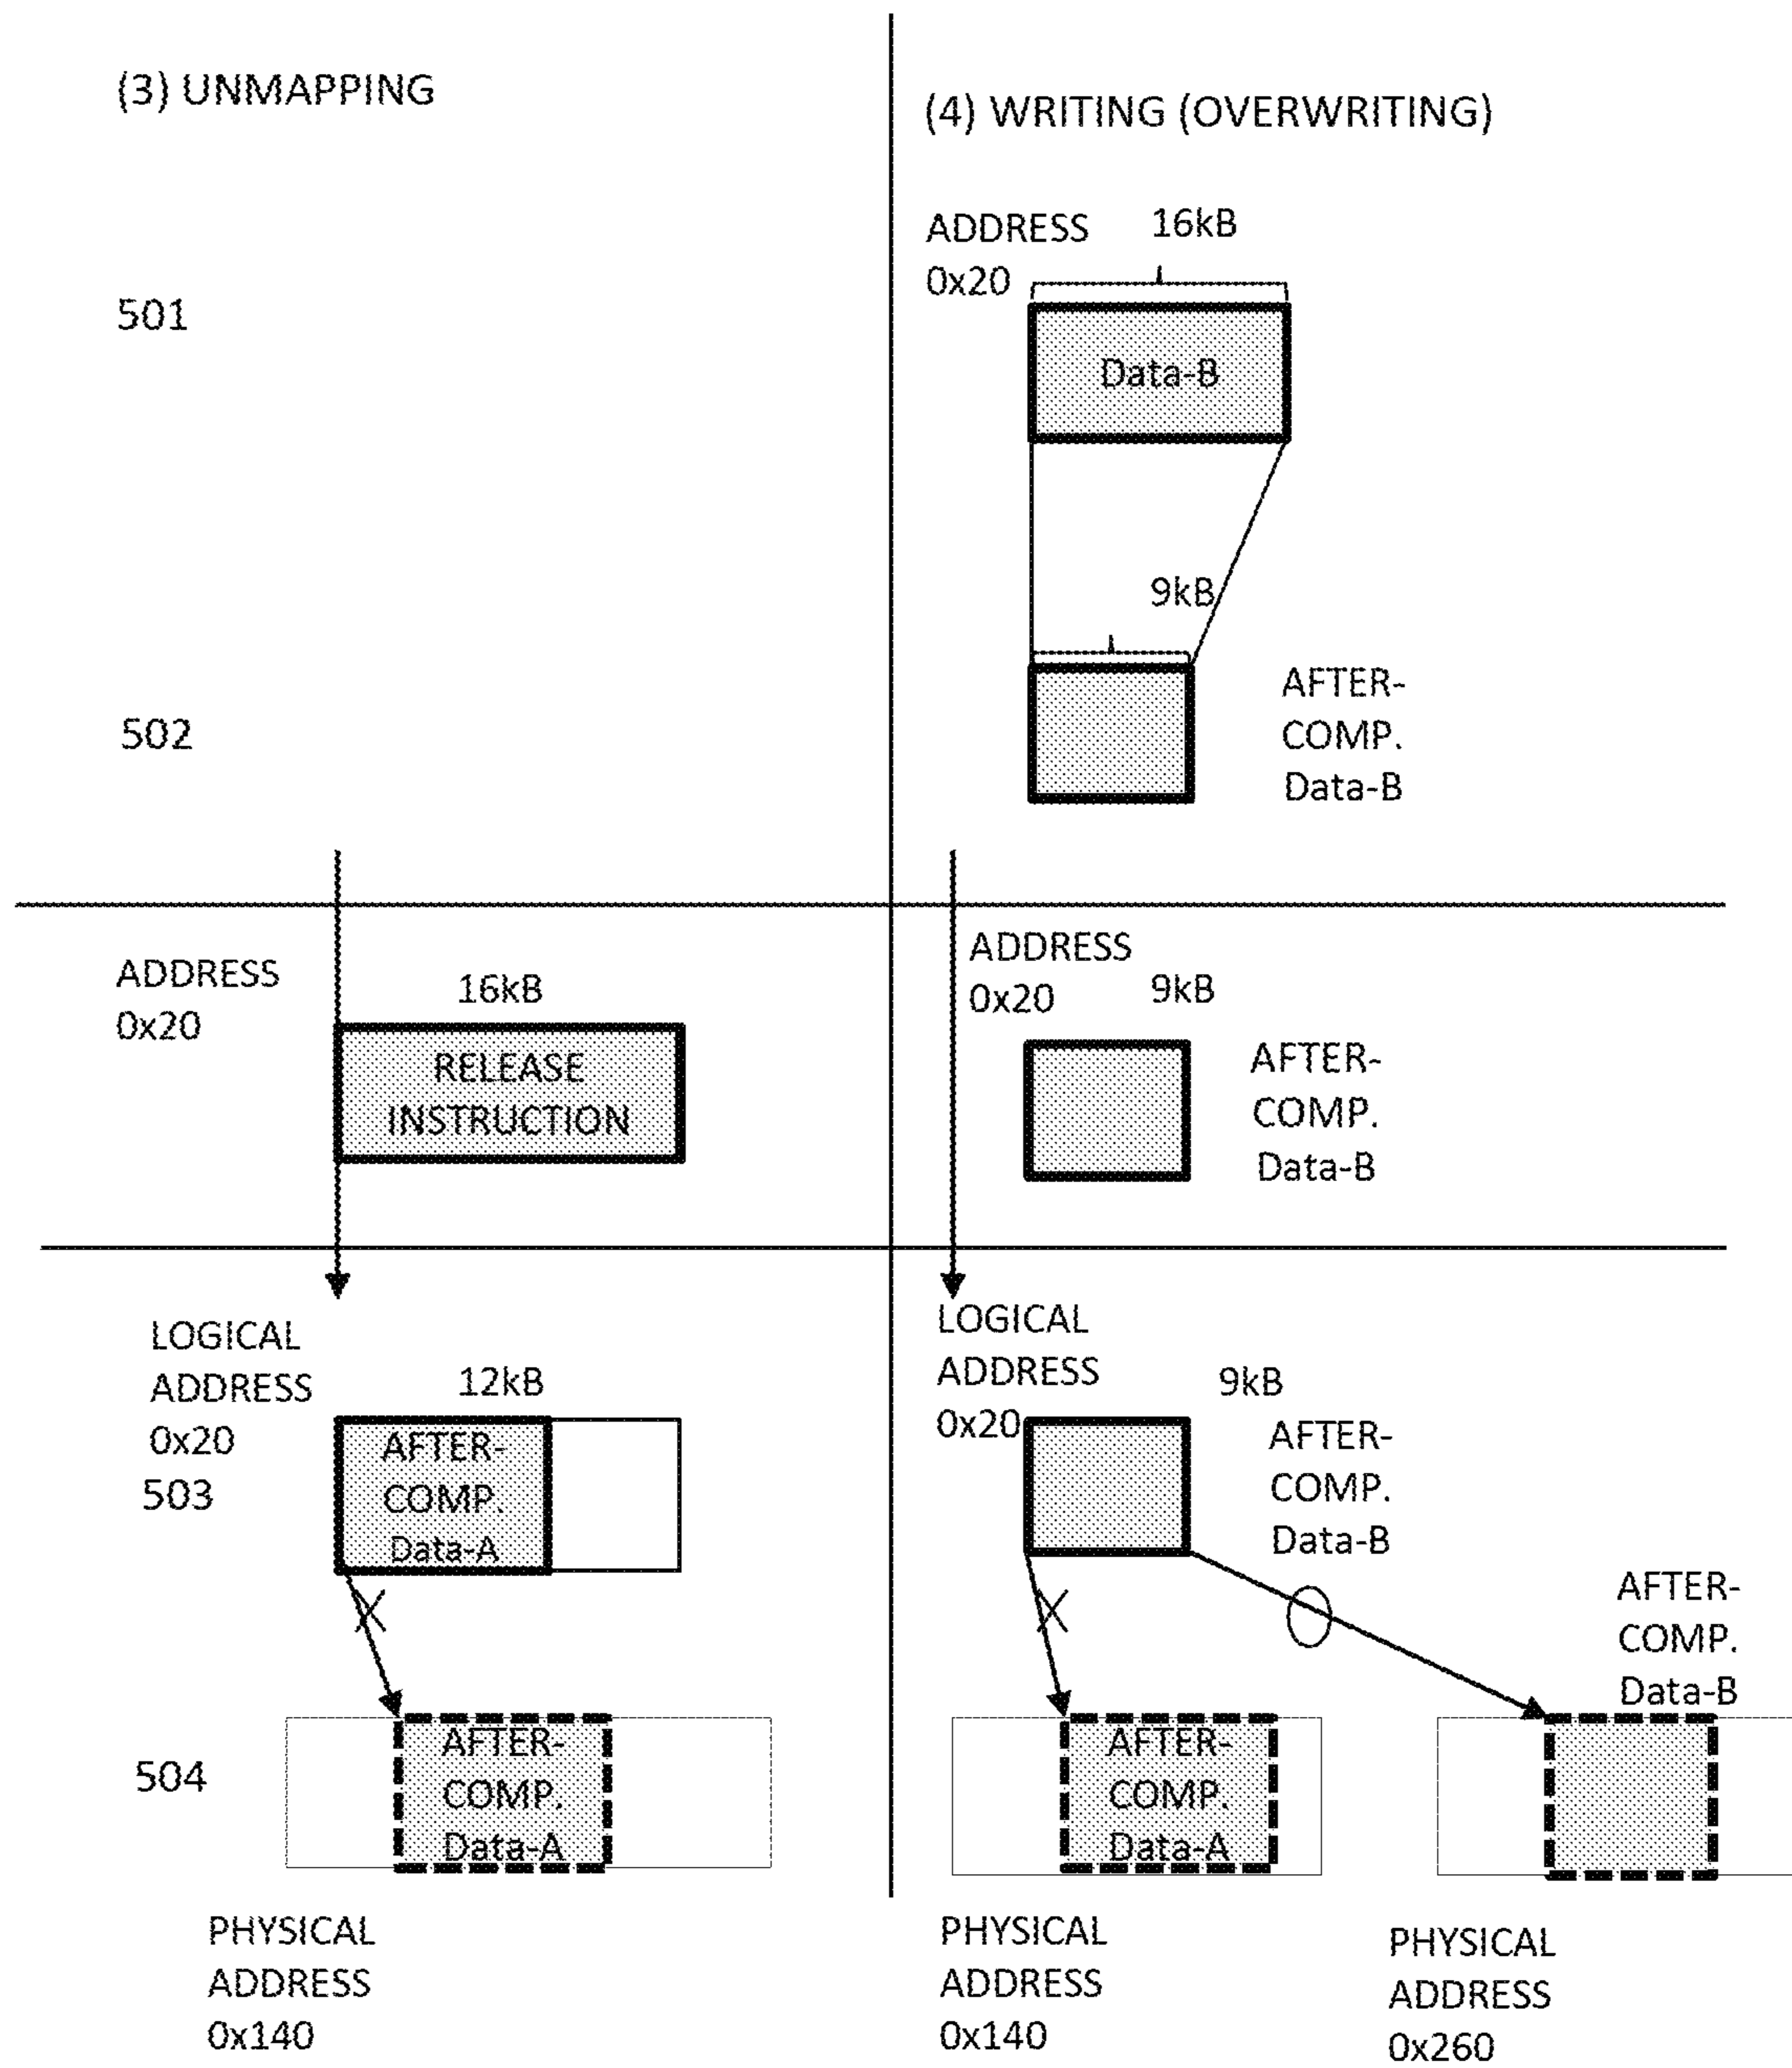 (3) UNMAPPING
501
502
ADDRESS
0x20
16kB
RELEASE
INSTRUCTION
LOGICAL
ADDRESS
0x20
503
12kB
AFTER-
COMP.
Data-A
504
AFTER-
COMP.
Data-A
PHYSICAL
ADDRESS
0x140
(4) WRITING (OVERWRITING)
ADDRESS
0x20
16kB
Data-B
9kB
AFTER-
COMP.
Data-B
ADDRESS
0x20
9kB
AFTER-
COMP.
Data-B
LOGICAL
ADDRESS
0x20
9kB
AFTER-
COMP.
Data-B
AFTER-
COMP.
Data-B
AFTER-
COMP.
Data-A
PHYSICAL
ADDRESS
0x140
PHYSICAL
ADDRESS
0x260